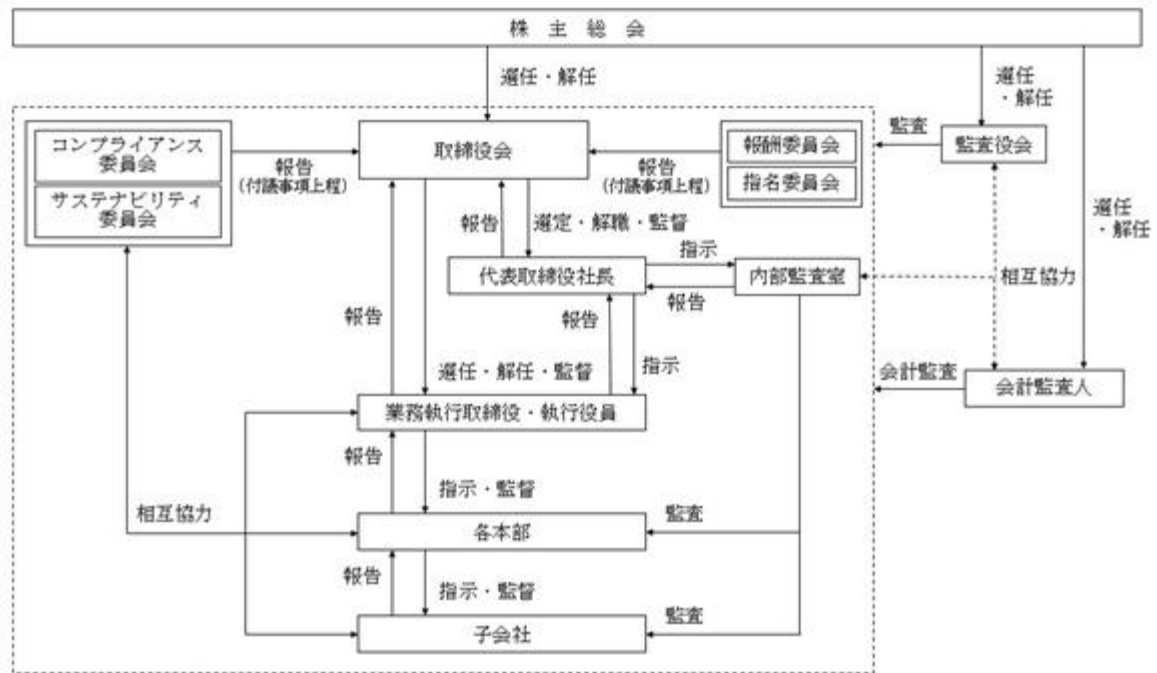 株主総会
選任・解任
選任
・解任
コンプライアンス
委員会
サステナビリティ
委員会
報告
(付議事項上程)
取締役会
報告
(付議事項上程)
報酬委員会
指名委員会
監査
監査役会
選任
・解任
報告
選定・解職・監督
代表取締役社長
指示
報告
内部監査室
相互協力
報告
報告
指示
選任・解任・監督
会計監査
会計監査人
業務執行取締役・執行役員
報告
指示・監督
相互協力
各本部
監査
報告
指示・監督
子会社
監査